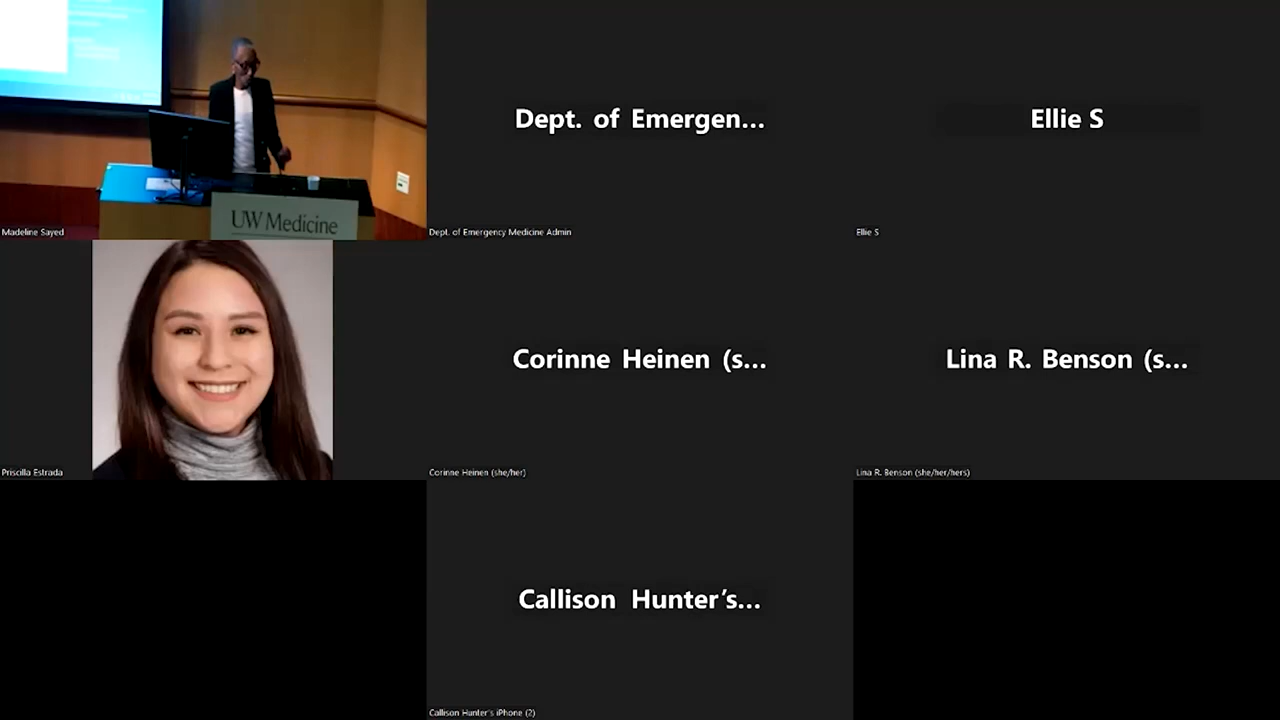 Dept. of Emergen...
Ellie S
UW Medicine
Madeline Sayed
Dept. of Emergency Medicine Admin
Ellie S
Corinne Heinen (s...
Lina R. Benson (s...
Priscilla Estrada
Corinne Heinen (she/her)
Lina R. Benson (she/her/hers)
Callison Hunter's...
Callison Hunter's iPhone (2)